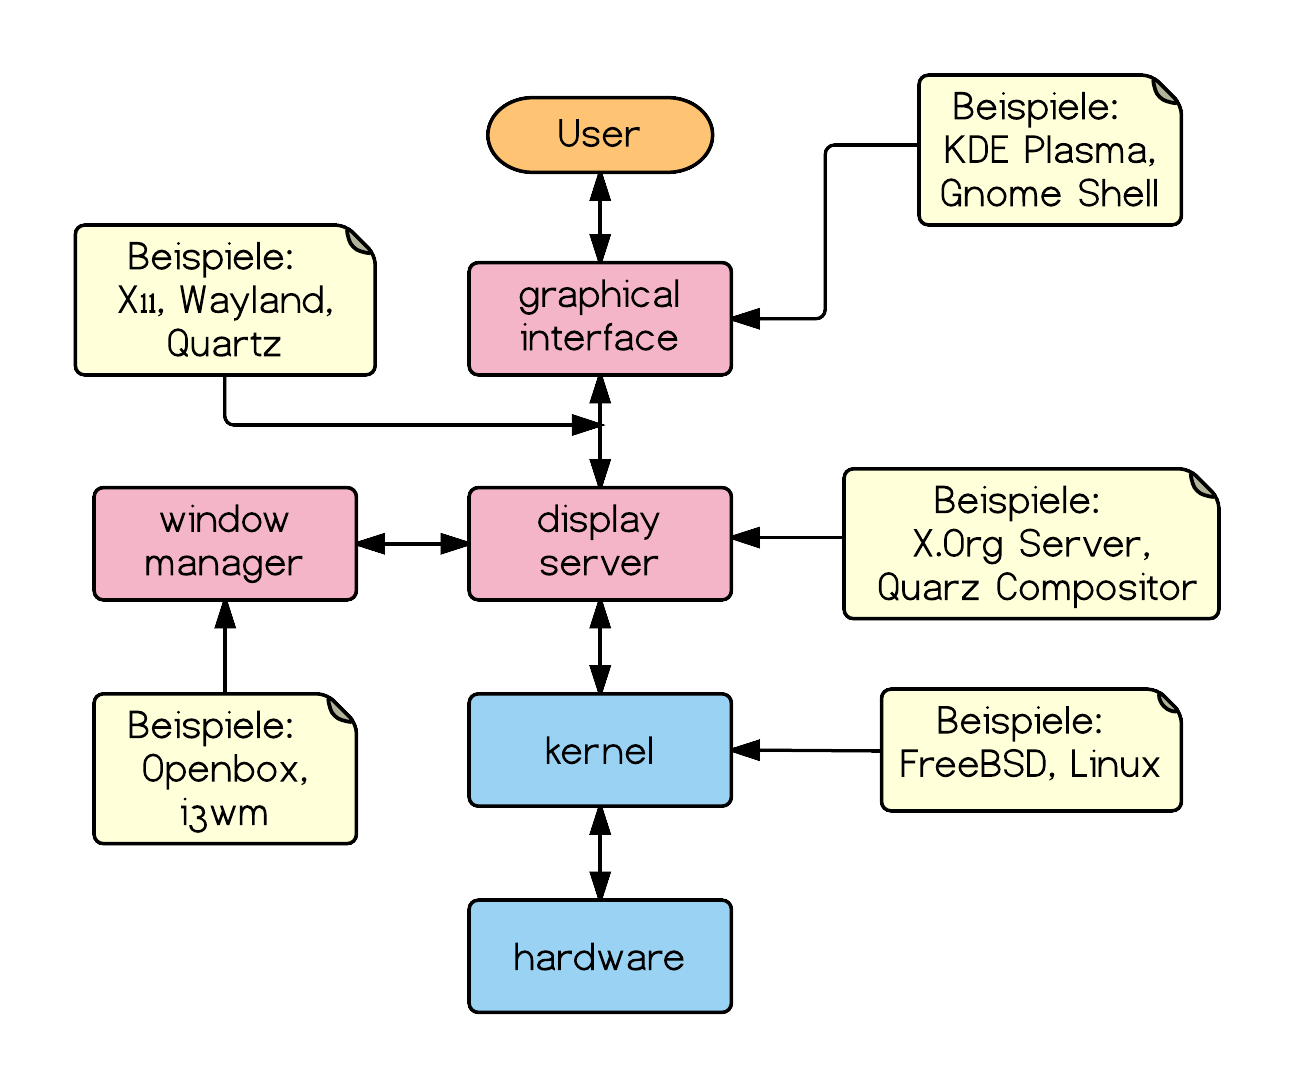 User
Beispiele:
KDE Plasma,
Gnome Shell
Beispiele:
X11, Wayland,
Quartz
graphical
interface
window
manager
display
server
Beispiele:
X.Org Server,
Quarz Compositor
Beispiele:
Openbox,
i3wm
kernel
Beispiele:
FreeBSD, Linux
hardware